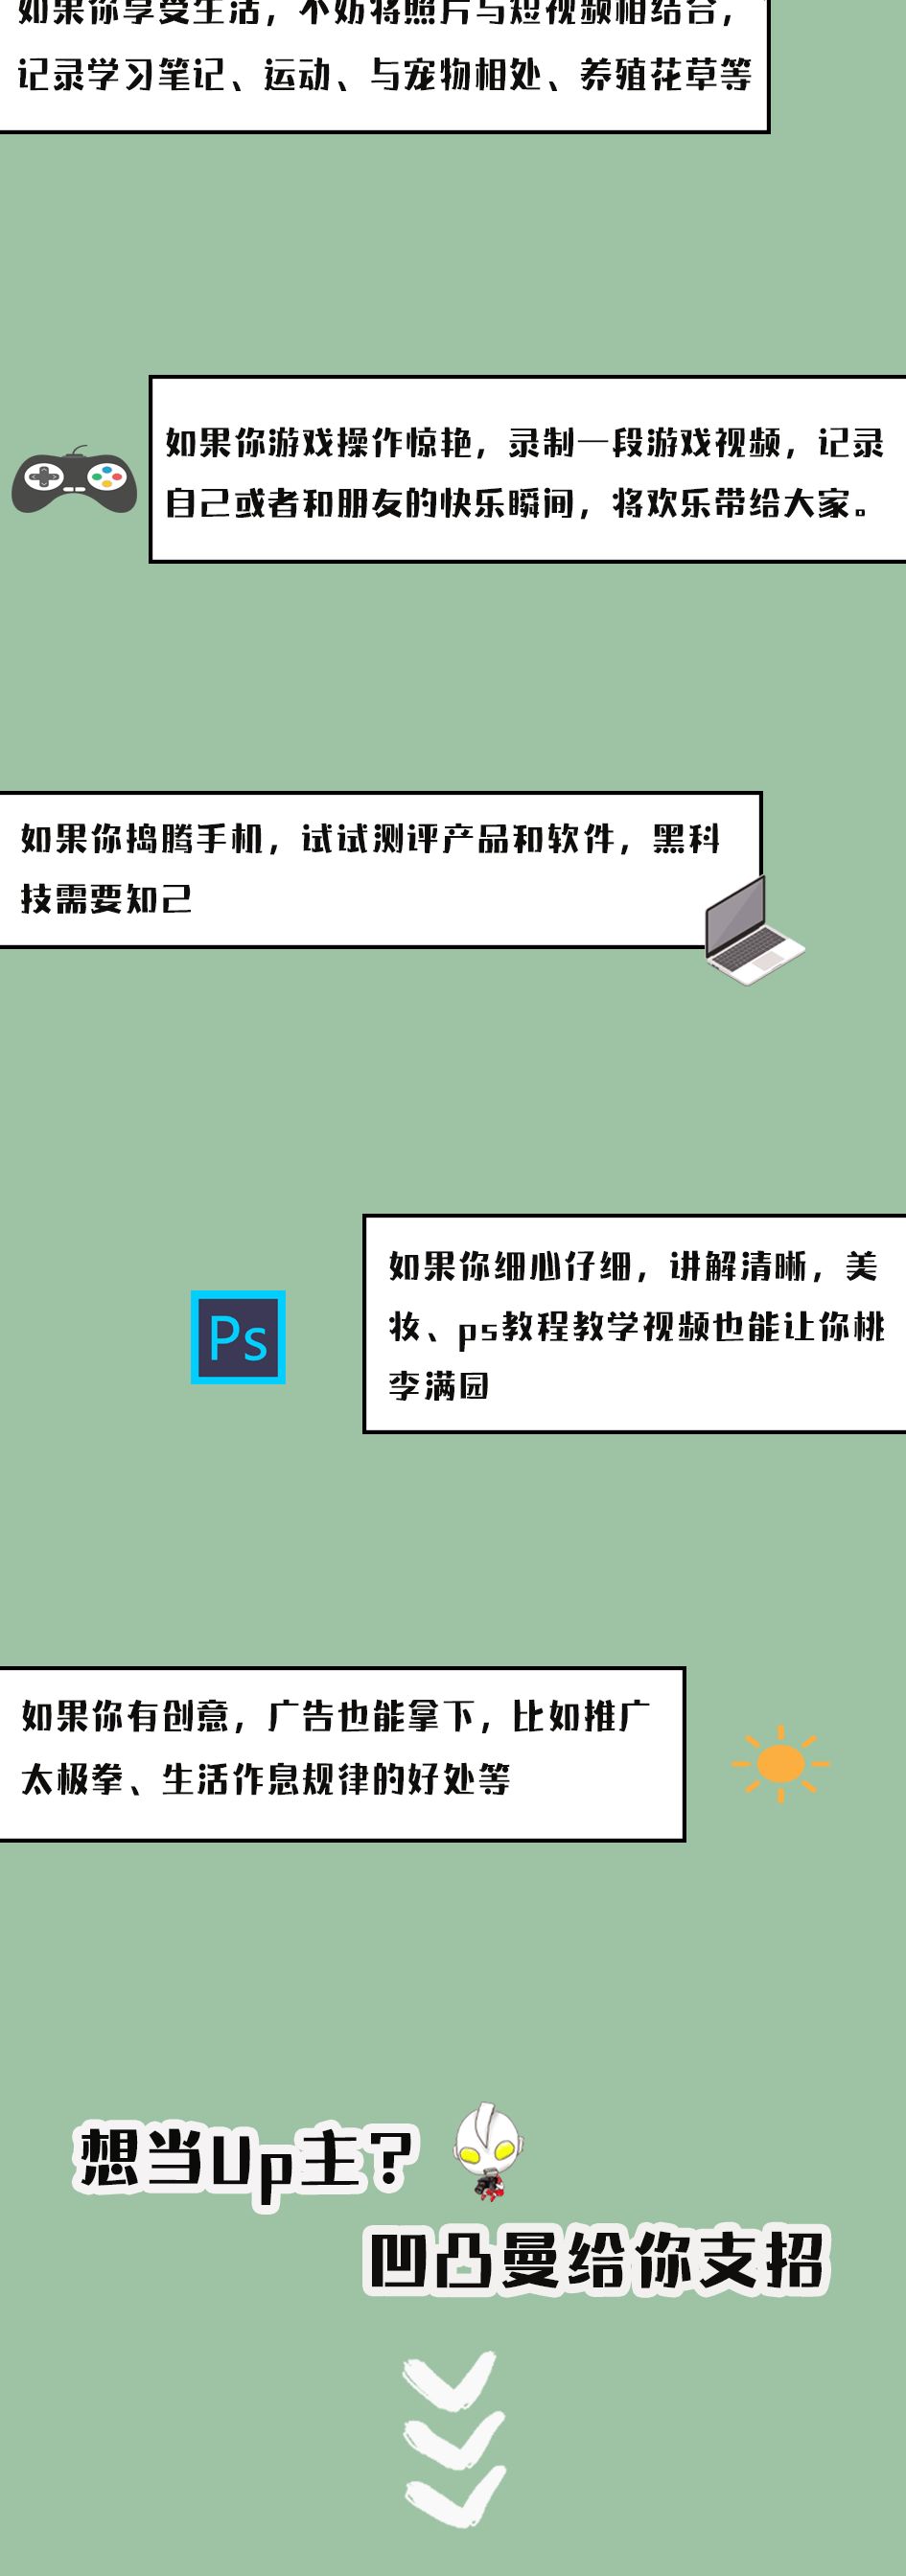 如果你享受生活，不妨将照片与短视频相结合，
记录学习笔记、运动、与宠物相处、养殖花草等
如果你游戏操作惊艳，录制一段游戏视频，记录
自己或者和朋友的快乐瞬间，将欢乐带给大家。
如果你捣腾手机，试试测评产品和软件，黑科
技需要知己
如果你细心仔细，讲解清晰，美
妆、ps教程教学视频也能让你桃
李满园
Ps
如果你有创意，广告也能拿下，比如推广
太极拳、生活作息规律的好处等
想当Up主？
凹凸曼给你支招